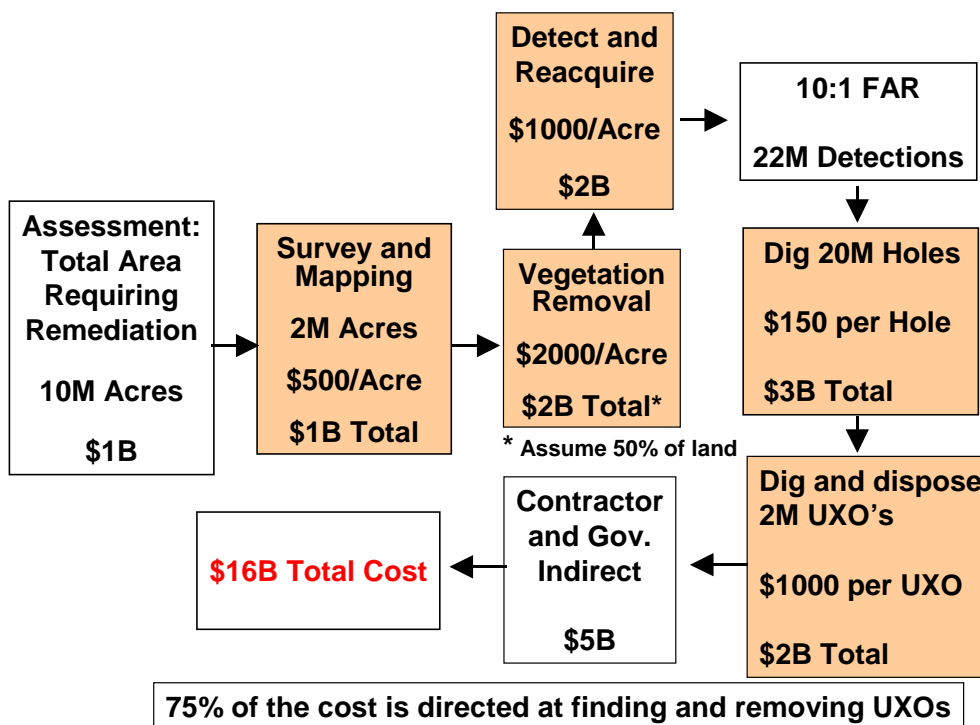 Assessment:
Total Area
Requiring
Remediation
10M Acres
$1B
Survey and
Mapping
2M Acres
$500/Acre
$1B Total
Vegetation
Removal
$2000/Acre
$2B Total*
* Assume 50% of land
Detect and
Reacquire
$1000/Acre
$2B
10:1 FAR
22M Detections
Dig 20M Holes
$150 per Hole
$3B Total
Dig and dispose
2M UXO’s
$1000 per UXO
$2B Total
Contractor
and Gov.
Indirect
$5B
$16B Total Cost
75% of the cost is directed at finding and removing UXOs